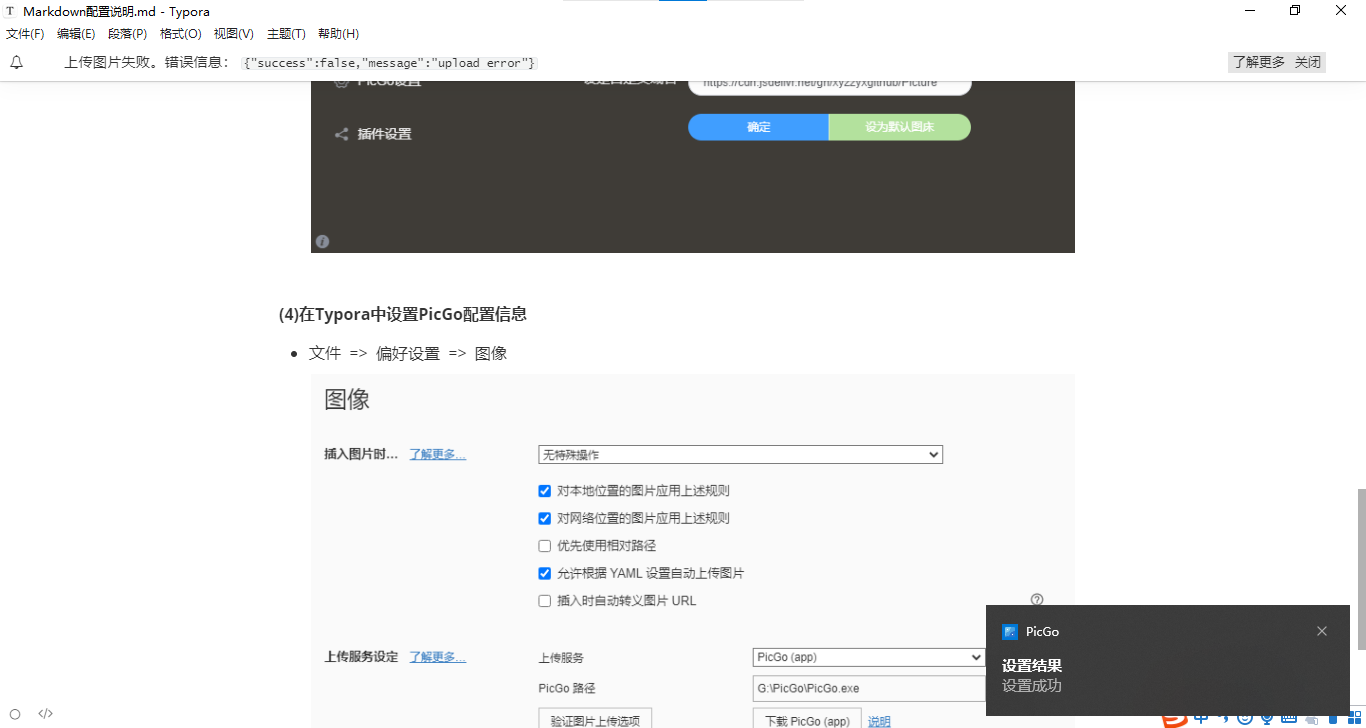 Markdown配置说明.md - Typora
文件(F) 编辑(E) 段落(P) 格式(O) 视图(V) 主题(T) 帮助(H)
上传图片失败。错误信息： {"success":false,"message":"upload error"} 了解更多 关闭
PicGo设置
https://cdn.jsdelivr.net/gh/xyzzyxgithub/Picture
插件设置 确定 设为默认图床
(4)在Typora中设置PicGo配置信息
文件 => 偏好设置 => 图像
图像
插入图片时... 了解更多... 无特殊操作
对本地位置的图片应用上述规则
对网络位置的图片应用上述规则
优先使用相对路径
允许根据 YAML 设置自动上传图片
插入时自动转义图片 URL
上传服务设定 了解更多... 上传服务 PicGo (app)
PicGo 路径 G:\PicGo\PicGo.exe
验证图片上传选项 下载 PicGo (app) 说明
PicGo
设置结果
设置成功